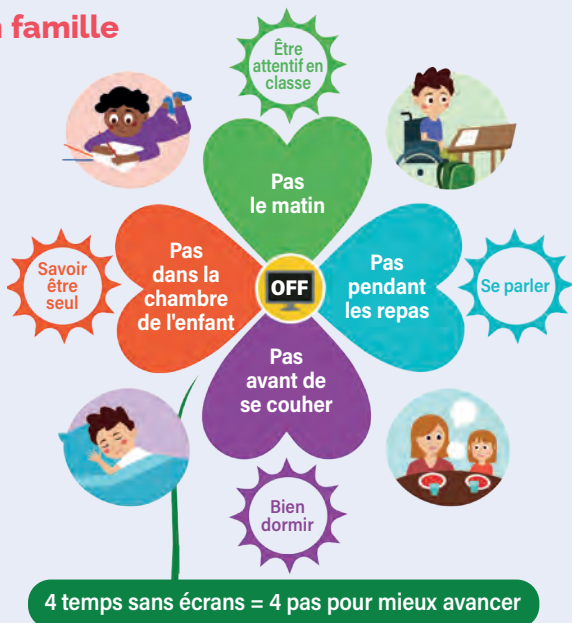 famille
Être
attentif en
classe
Pas
le matin
Pas
dans la
chambre
de l'enfant
Savoir
être
seul
OFF
Pas
pendant
les repas
Se parler
Pas
avant de
se couher
Bien
dormir
4 temps sans écrans = 4 pas pour mieux avancer